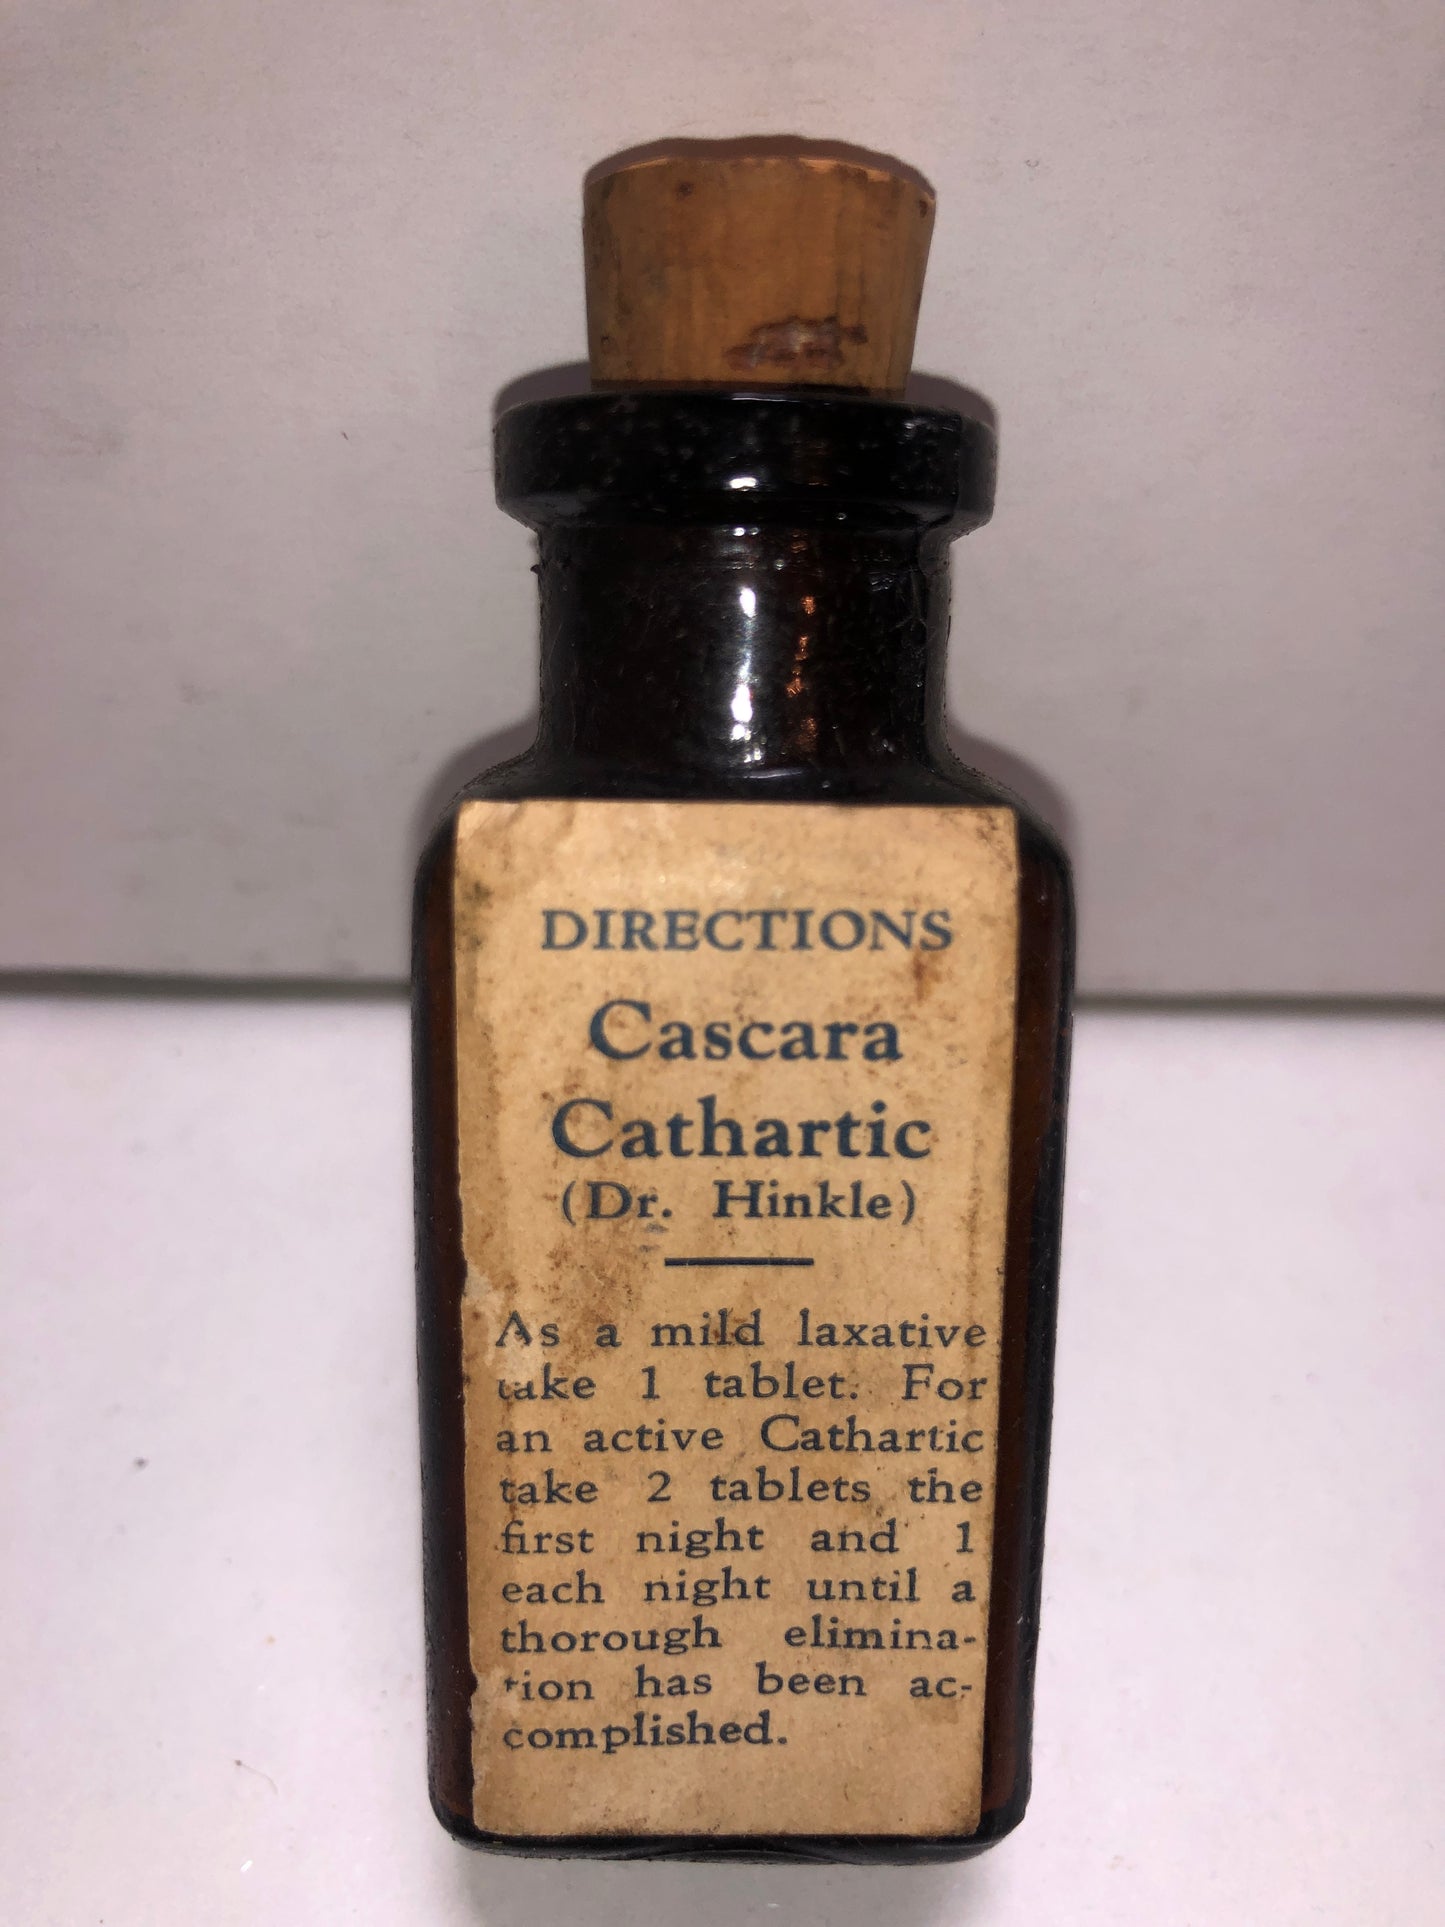 DIRECTIONS
Cascara
Cathartic
(Dr. Hinkle)
As a mild laxative
take 1 tablet. For
an active Cathartic
take 2 tablets the
first night and 1
each night until a
thorough elimina-
tion has been ac-
complished.